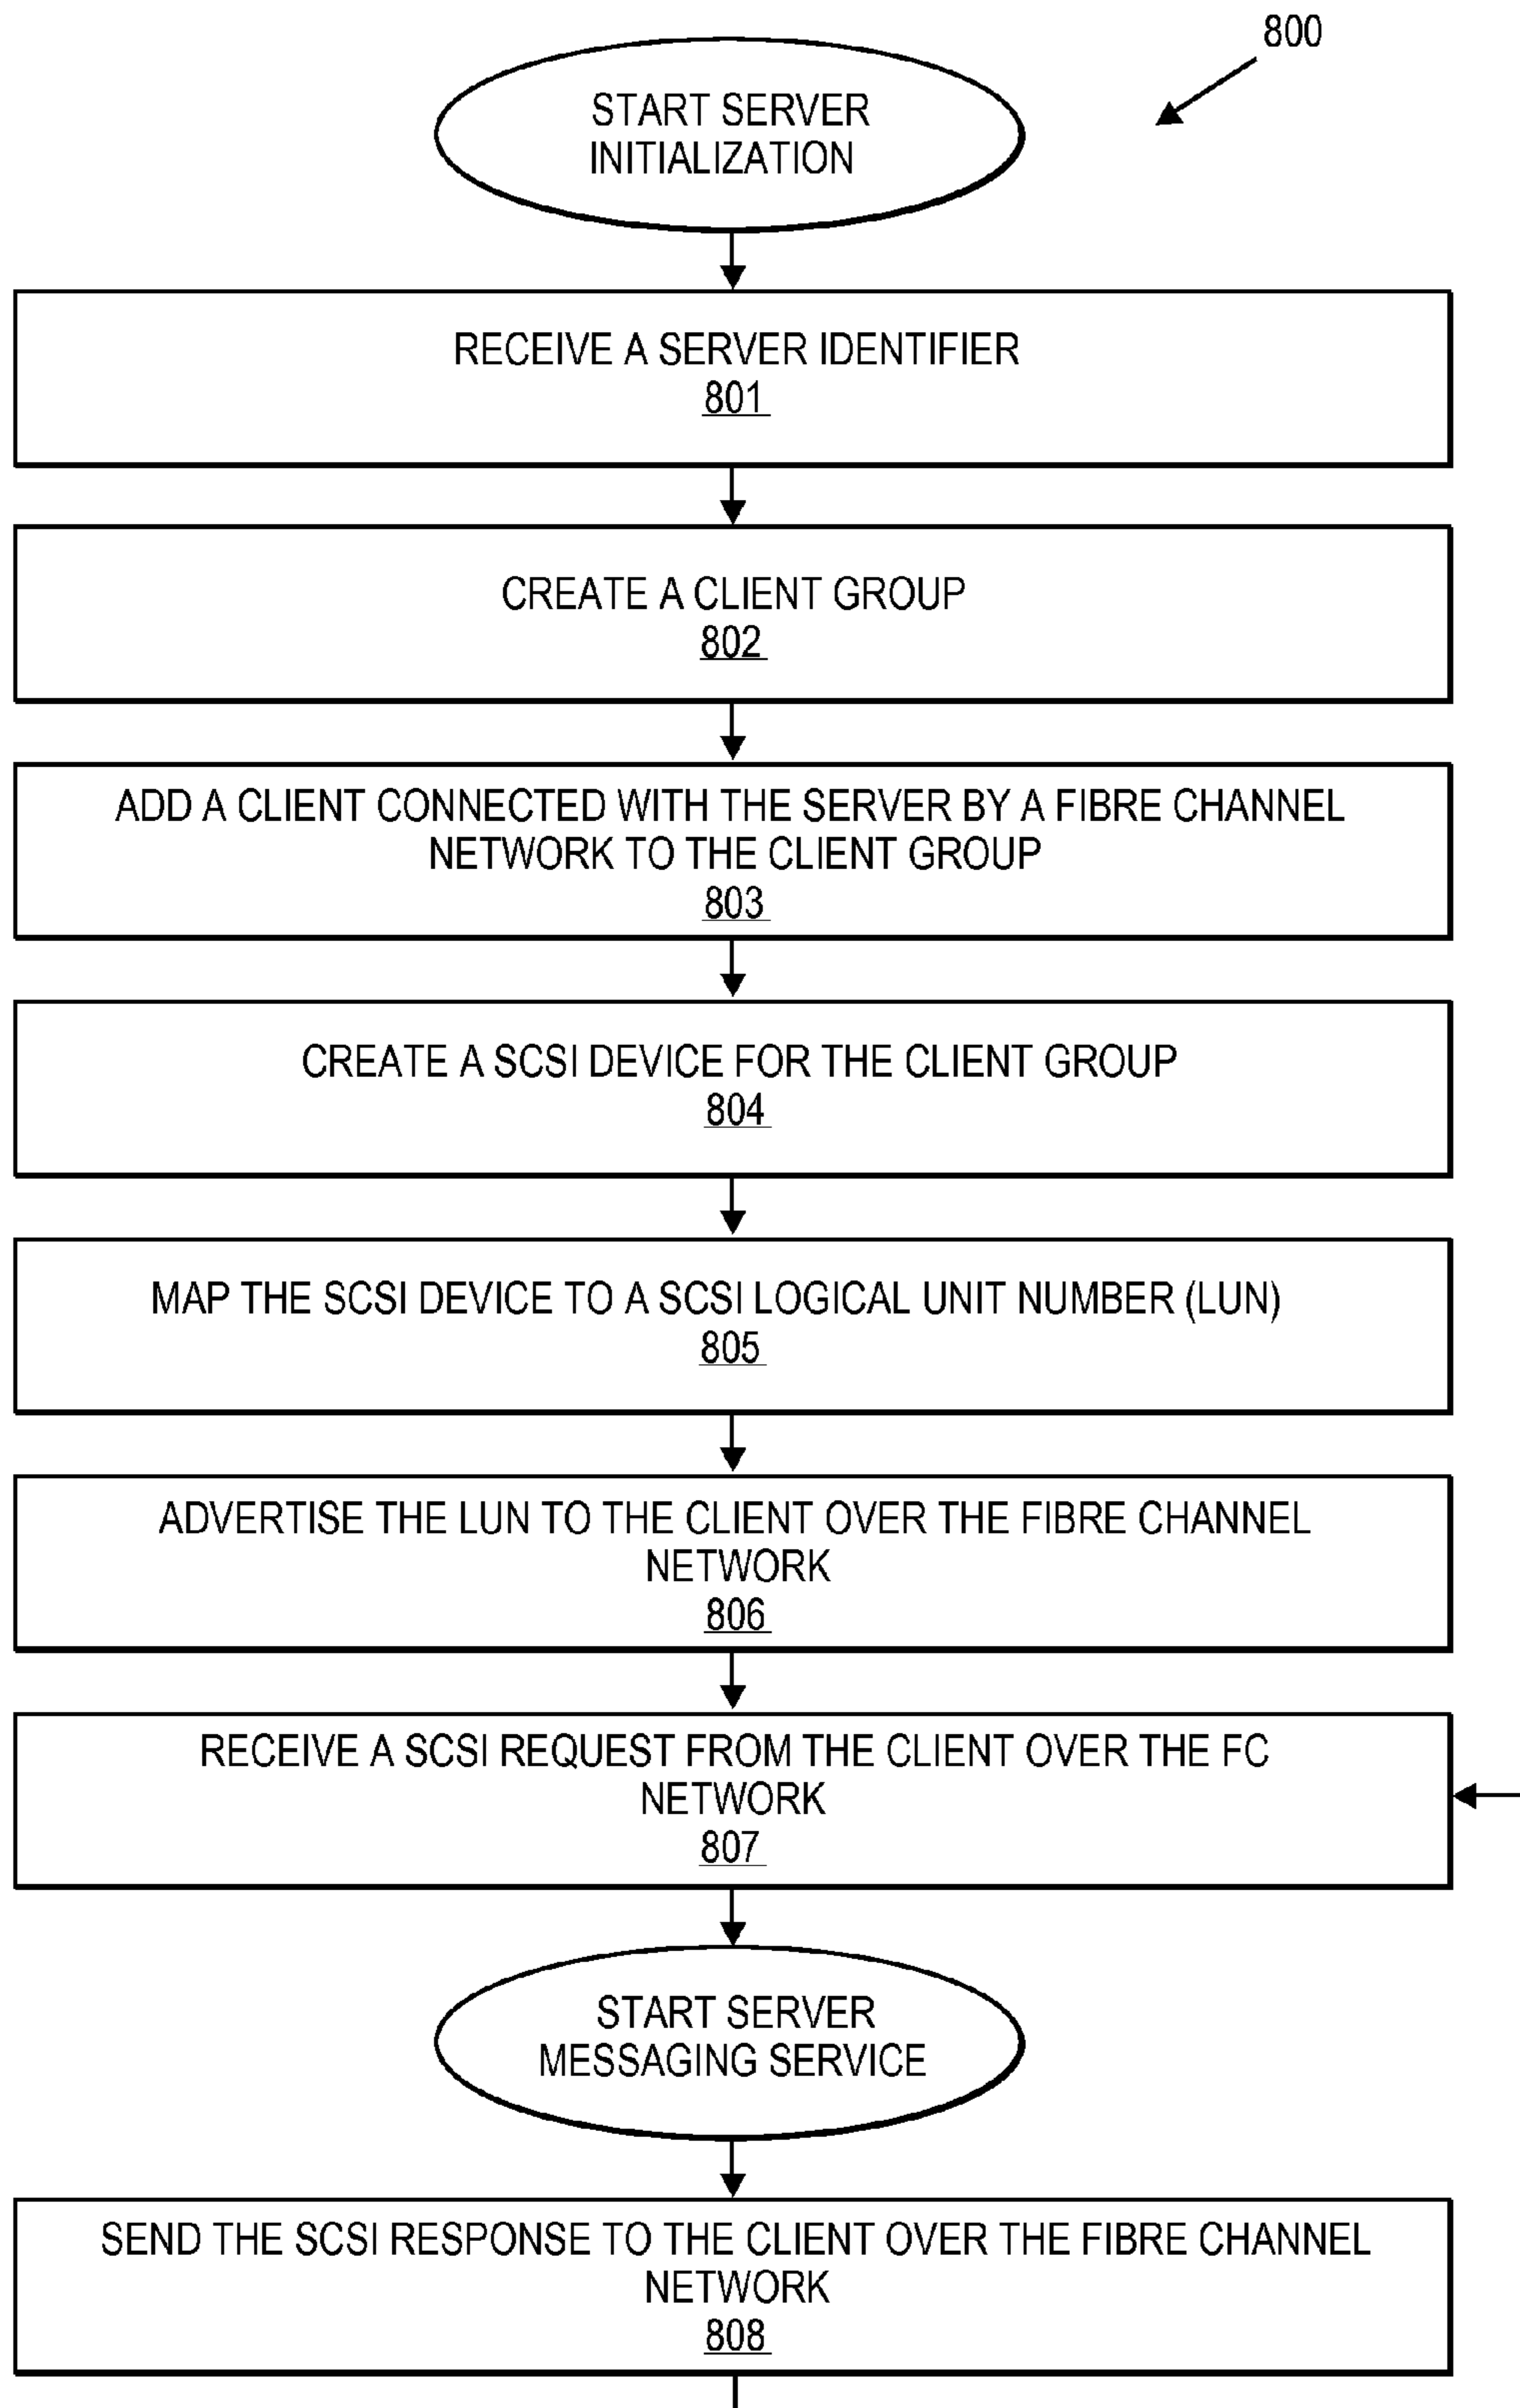 800
START SERVER
INITIALIZATION
RECEIVE A SERVER IDENTIFIER
801
CREATE A CLIENT GROUP
802
ADD A CLIENT CONNECTED WITH THE SERVER BY A FIBRE CHANNEL
NETWORK TO THE CLIENT GROUP
803
CREATE A SCSI DEVICE FOR THE CLIENT GROUP
804
MAP THE SCSI DEVICE TO A SCSI LOGICAL UNIT NUMBER (LUN)
805
ADVERTISE THE LUN TO THE CLIENT OVER THE FIBRE CHANNEL
NETWORK
806
RECEIVE A SCSI REQUEST FROM THE CLIENT OVER THE FC
NETWORK
807
START SERVER
MESSAGING SERVICE
SEND THE SCSI RESPONSE TO THE CLIENT OVER THE FIBRE CHANNEL
NETWORK
808